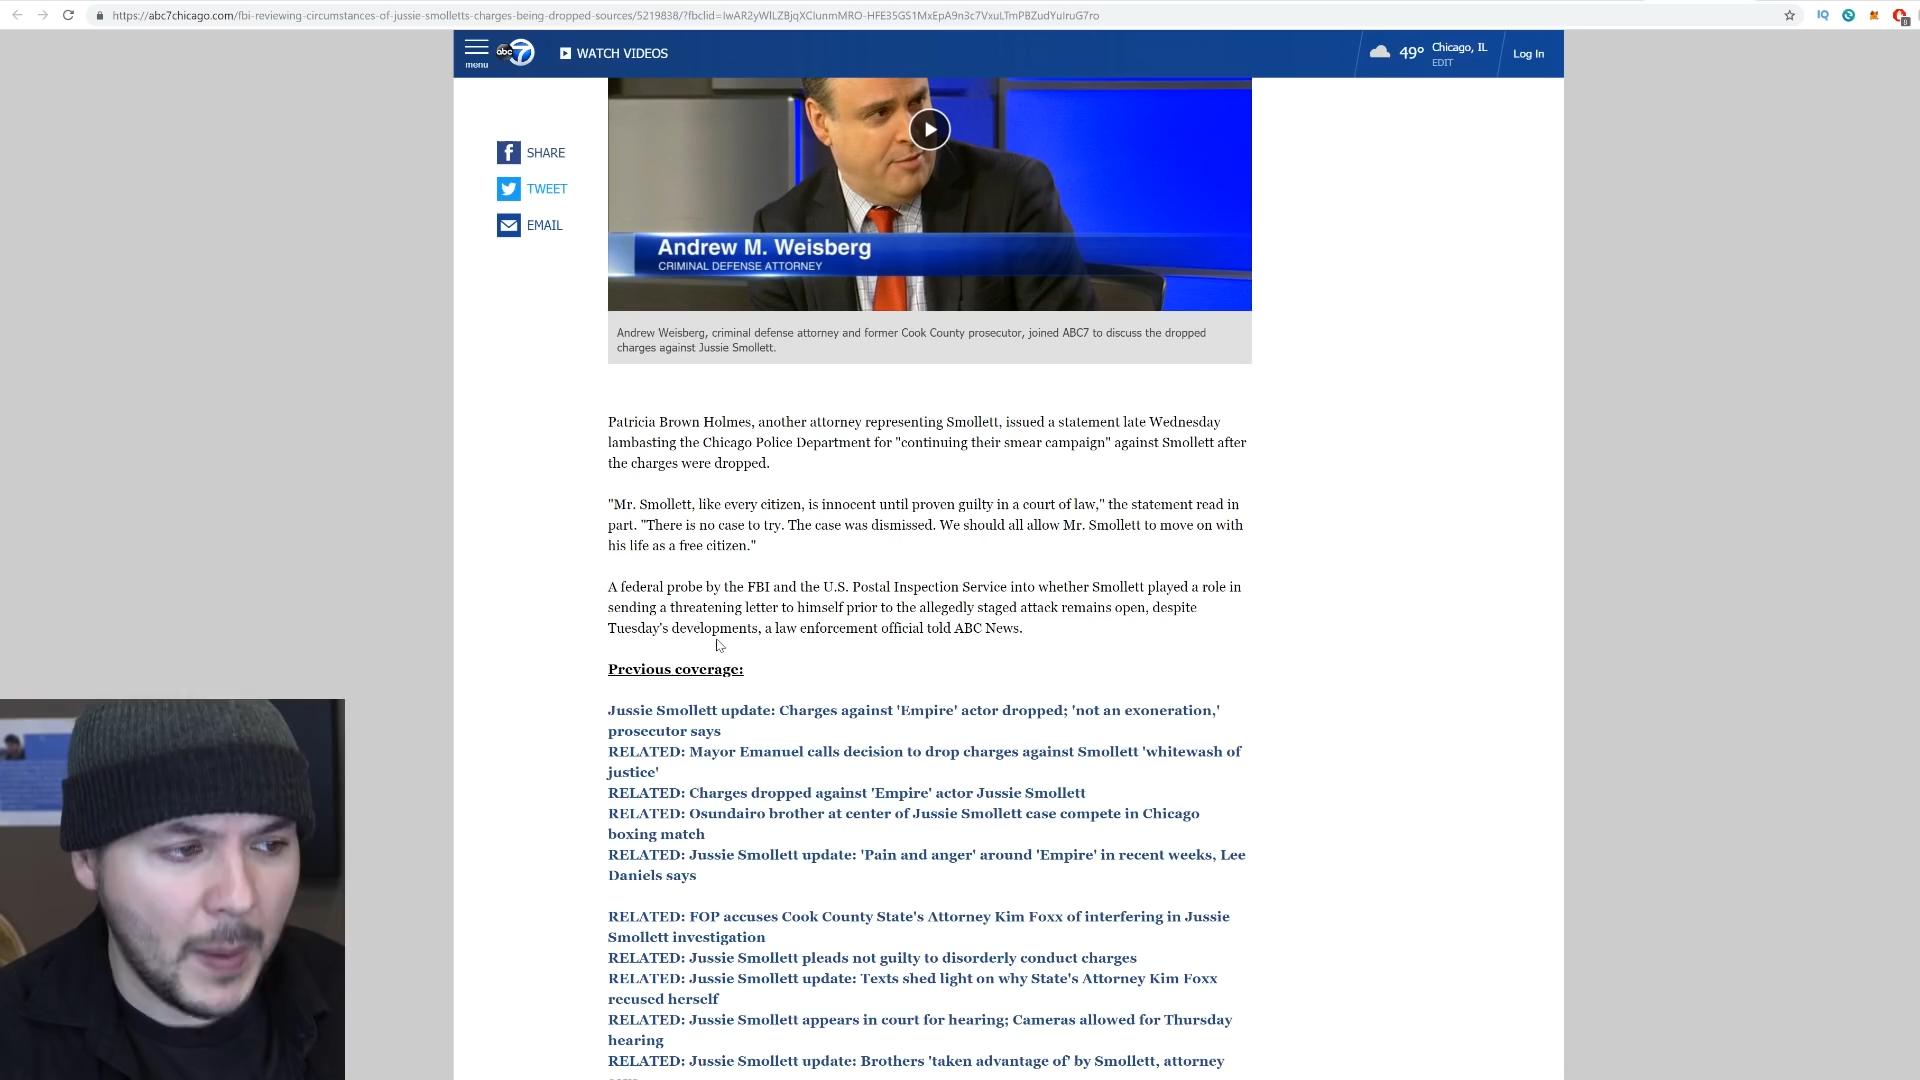 https://abc7chicago.com/fbi-reviewing-circumstances-of-jussie-smolletts-charges-being-dropped-sources/5219838/?fbclid=IwAR2yWlLZBjqXCIunmMRO-HFE35GS1MxEpA9n3c7VxuLTmPBZudYuIruG7ro
menu
abc 7
WATCH VIDEOS
49°
Chicago, IL
EDIT
Log In
SHARE
TWEET
EMAIL
Andrew M. Weisberg
CRIMINAL DEFENSE ATTORNEY
Andrew Weisberg, criminal defense attorney and former Cook County prosecutor, joined ABC7 to discuss the dropped
charges against Jussie Smollett.
Patricia Brown Holmes, another attorney representing Smollett, issued a statement late Wednesday
lambasting the Chicago Police Department for "continuing their smear campaign" against Smollett after
the charges were dropped.
"Mr. Smollett, like every citizen, is innocent until proven guilty in a court of law," the statement read in
part. "There is no case to try. The case was dismissed. We should all allow Mr. Smollett to move on with
his life as a free citizen."
A federal probe by the FBI and the U.S. Postal Inspection Service into whether Smollett played a role in
sending a threatening letter to himself prior to the allegedly staged attack remains open, despite
Tuesday's developments, a law enforcement official told ABC News.
Previous coverage:
Jussie Smollett update: Charges against 'Empire' actor dropped; 'not an exoneration,'
prosecutor says
RELATED: Mayor Emanuel calls decision to drop charges against Smollett 'whitewash of
justice'
RELATED: Charges dropped against 'Empire' actor Jussie Smollett
RELATED: Osundairo brother at center of Jussie Smollett case compete in Chicago
boxing match
RELATED: Jussie Smollett update: 'Pain and anger' around 'Empire' in recent weeks, Lee
Daniels says
RELATED: FOP accuses Cook County State's Attorney Kim Foxx of interfering in Jussie
Smollett investigation
RELATED: Jussie Smollett pleads not guilty to disorderly conduct charges
RELATED: Jussie Smollett update: Texts shed light on why State's Attorney Kim Foxx
recused herself
RELATED: Jussie Smollett appears in court for hearing; Cameras allowed for Thursday
hearing
RELATED: Jussie Smollett update: Brothers 'taken advantage of' by Smollett, attorney